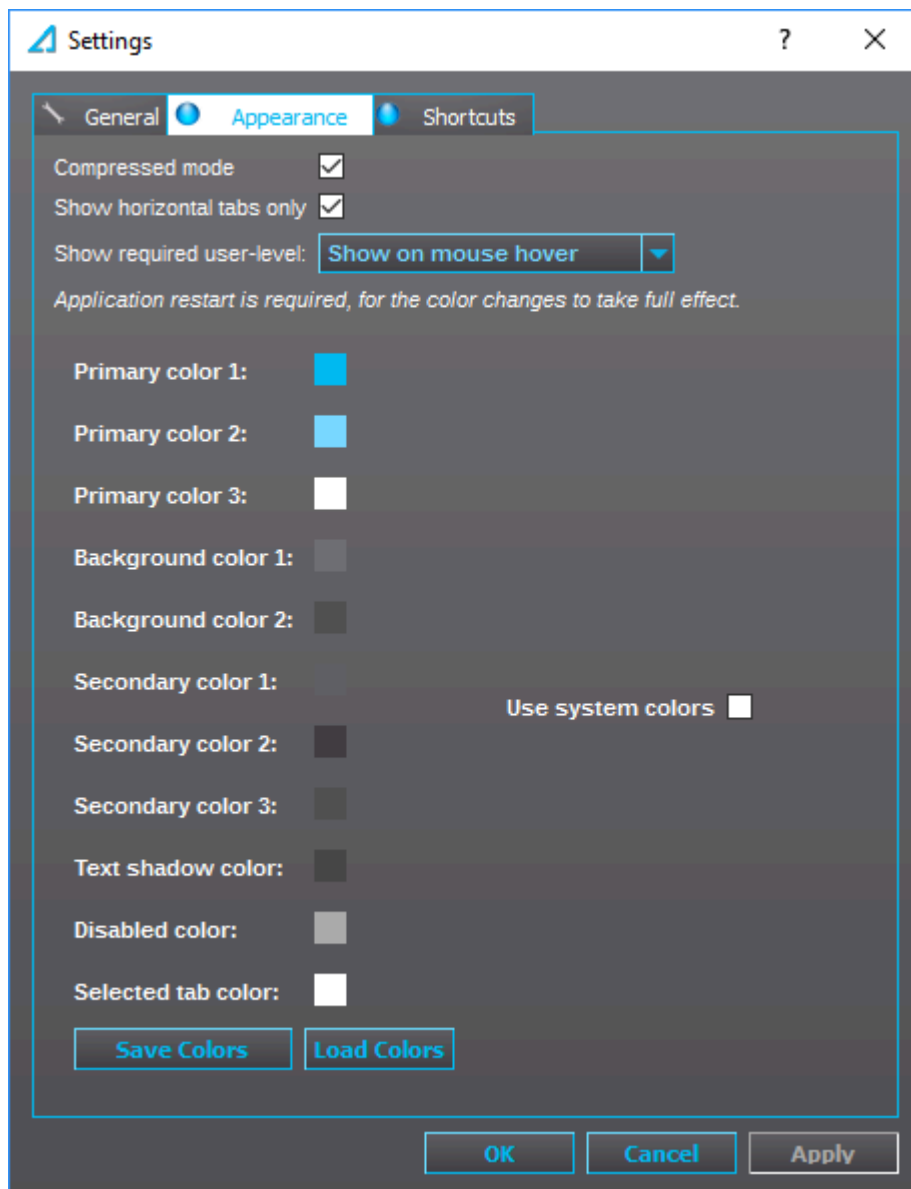 Settings ?
General Appearance Shortcuts
Compressed mode
Show horizontal tabs only
Show required user-level: Show on mouse hover
Application restart is required, for the color changes to take full effect.
Primary color 1:
Primary color 2:
Primary color 3:
Background color 1:
Background color 2:
Secondary color 1:
Use system colors
Secondary color 2:
Secondary color 3:
Text shadow color:
Disabled color:
Selected tab color:
Save Colors Load Colors
OK Cancel Apply